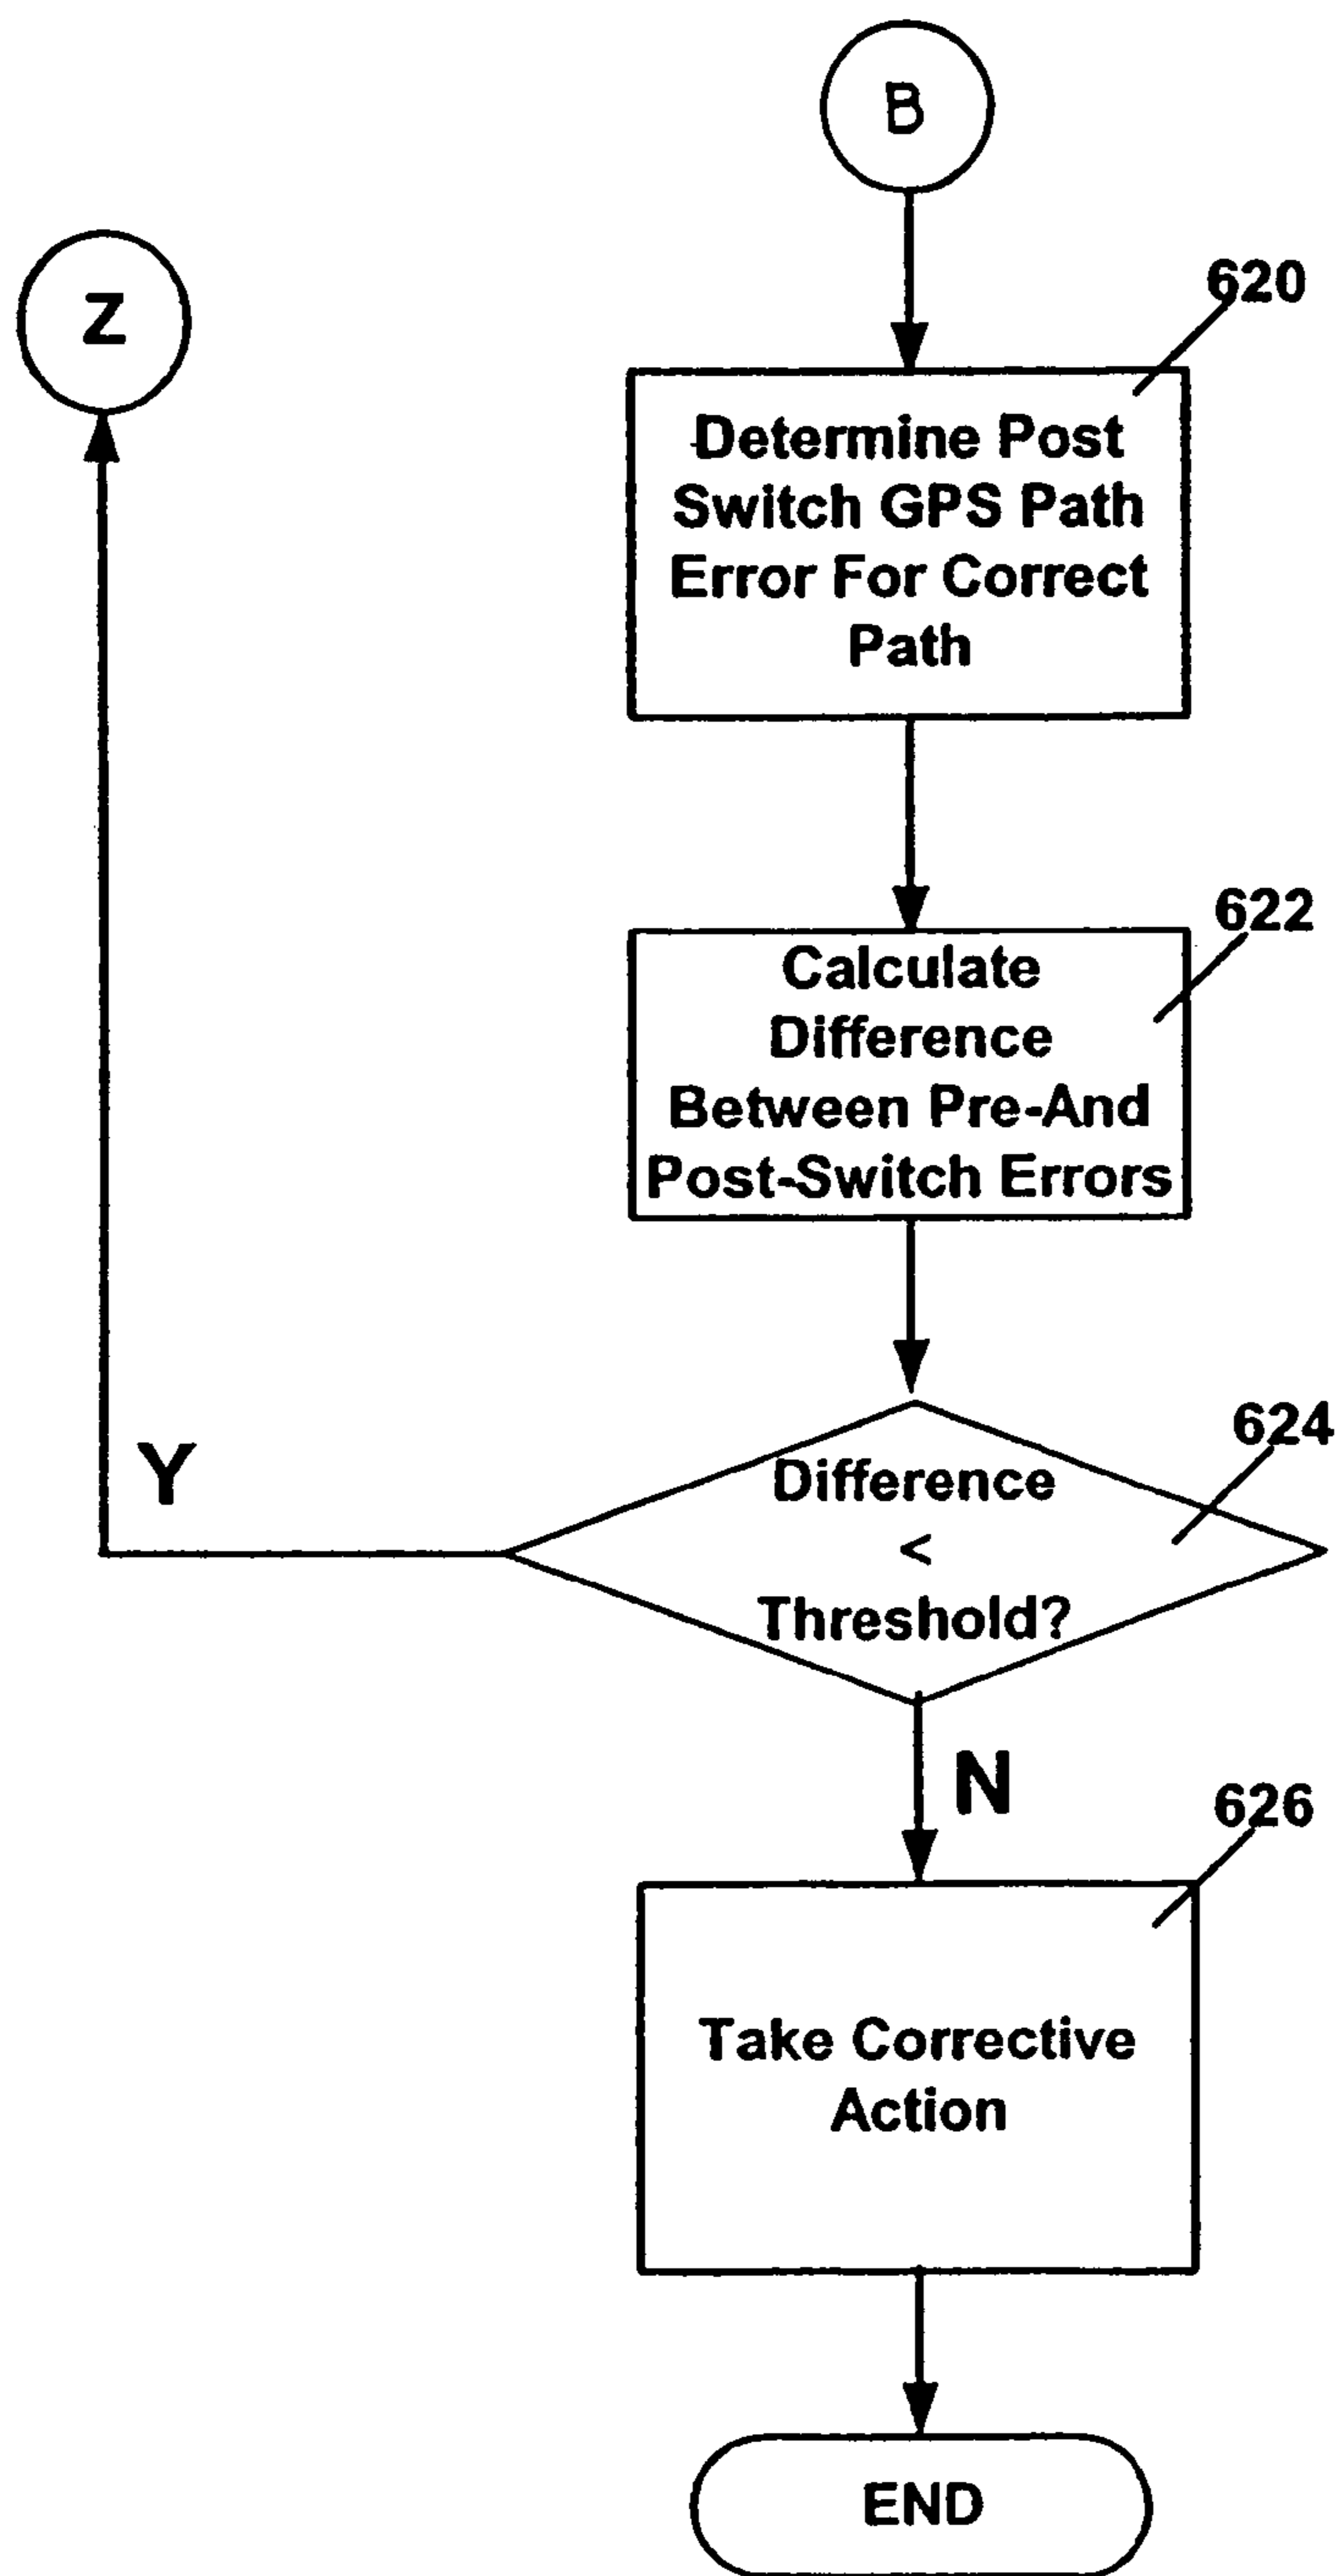 B
Z
620
Determine Post
Switch GPS Path
Error For Correct
Path
622
Calculate
Difference
Between Pre-And
Post-Switch Errors
624
Difference
<
Threshold?
Y
N
626
Take Corrective
Action
END